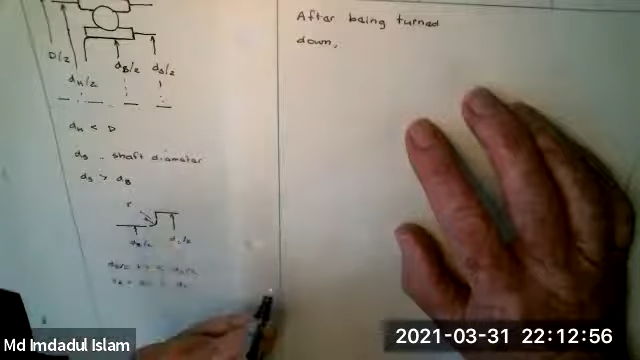 D/2
dH/2 dB/2 dS/2
dH < D
dS .. shaft diameter
dS > dB
r
dB/2 dS/2
After being turned
down,
Md Imdadul Islam
2021-03-31 22:12:56